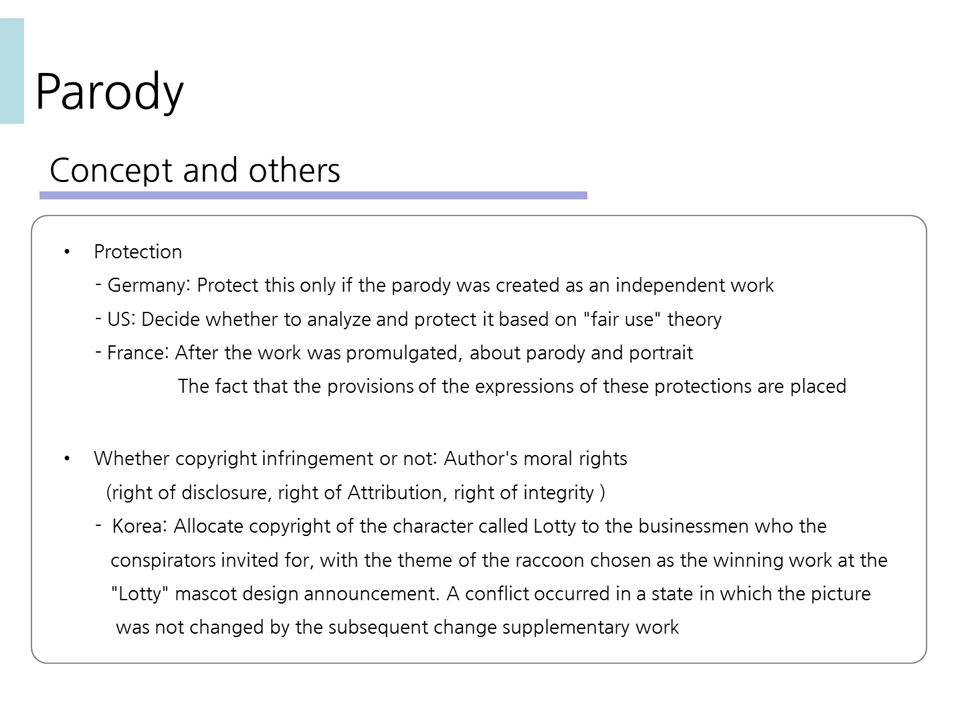 Parody
Concept and others
• Protection
- Germany: Protect this only if the parody was created as an independent work
- US: Decide whether to analyze and protect it based on "fair use" theory
- France: After the work was promulgated, about parody and portrait
The fact that the provisions of the expressions of these protections are placed
• Whether copyright infringement or not: Author's moral rights
(right of disclosure, right of Attribution, right of integrity )
- Korea: Allocate copyright of the character called Lotty to the businessmen who the
conspirators invited for, with the theme of the raccoon chosen as the winning work at the
"Lotty" mascot design announcement. A conflict occurred in a state in which the picture
was not changed by the subsequent change supplementary work